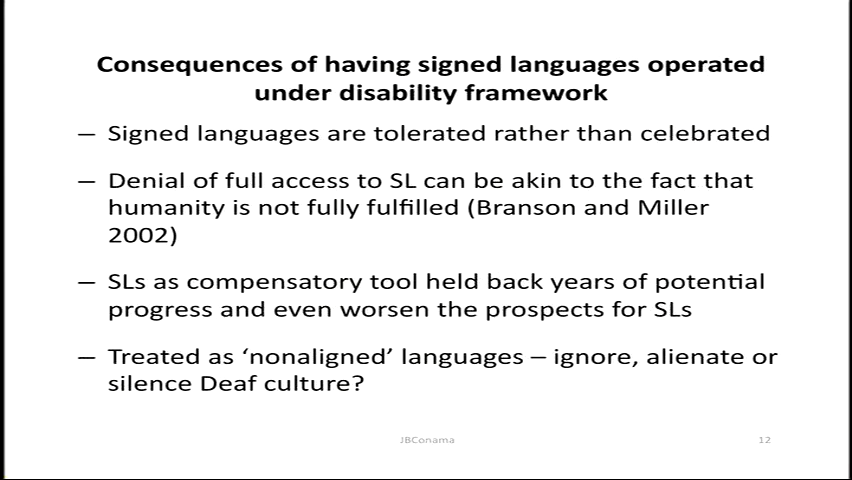 Consequences of having signed languages operated
under disability framework
– Signed languages are tolerated rather than celebrated
– Denial of full access to SL can be akin to the fact that
humanity is not fully fulfilled (Branson and Miller
2002)
– SLs as compensatory tool held back years of potential
progress and even worsen the prospects for SLs
– Treated as ‘nonaligned’ languages – ignore, alienate or
silence Deaf culture?
JBConama
12